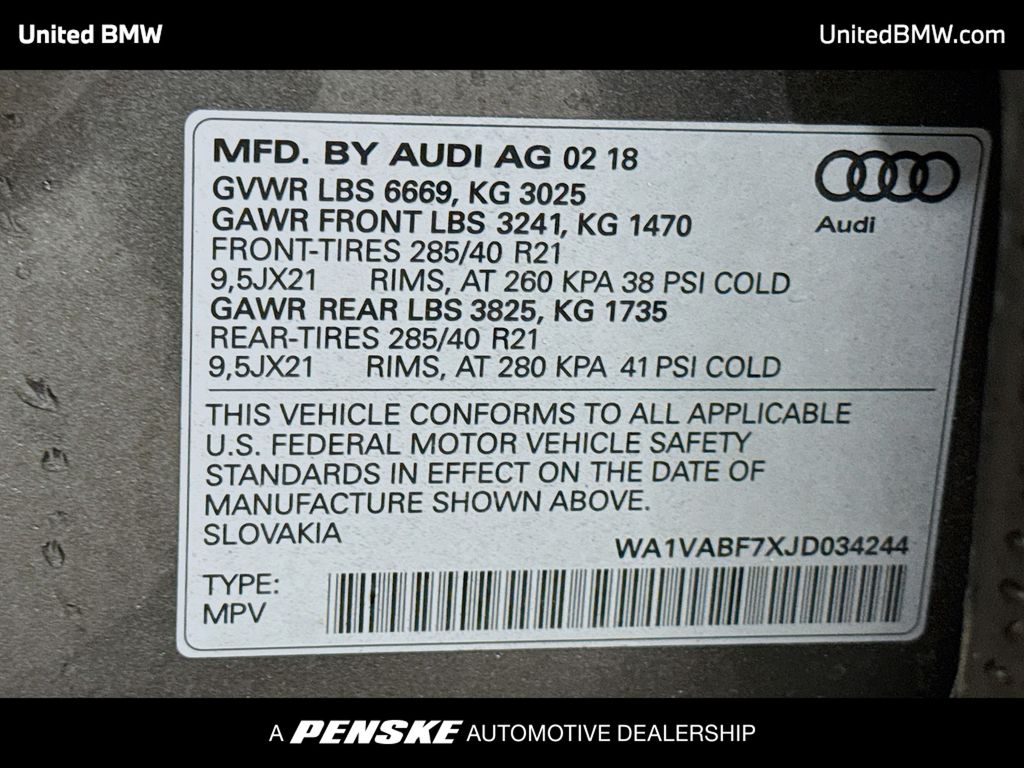 United BMW
UnitedBMW.com
MFD. BY AUDI AG 02 18
GVWR LBS 6669, KG 3025
GAWR FRONT LBS 3241, KG 1470
FRONT-TIRES 285/40 R21
9,5JX21 RIMS, AT 260 KPA 38 PSI COLD
GAWR REAR LBS 3825, KG 1735
REAR-TIRES 285/40 R21
9,5JX21 RIMS, AT 280 KPA 41 PSI COLD
Audi
THIS VEHICLE CONFORMS TO ALL APPLICABLE
U.S. FEDERAL MOTOR VEHICLE SAFETY
STANDARDS IN EFFECT ON THE DATE OF
MANUFACTURE SHOWN ABOVE.
SLOVAKIA
WA1VABF7XJD034244
TYPE:
MPV
A PENSKE AUTOMOTIVE DEALERSHIP